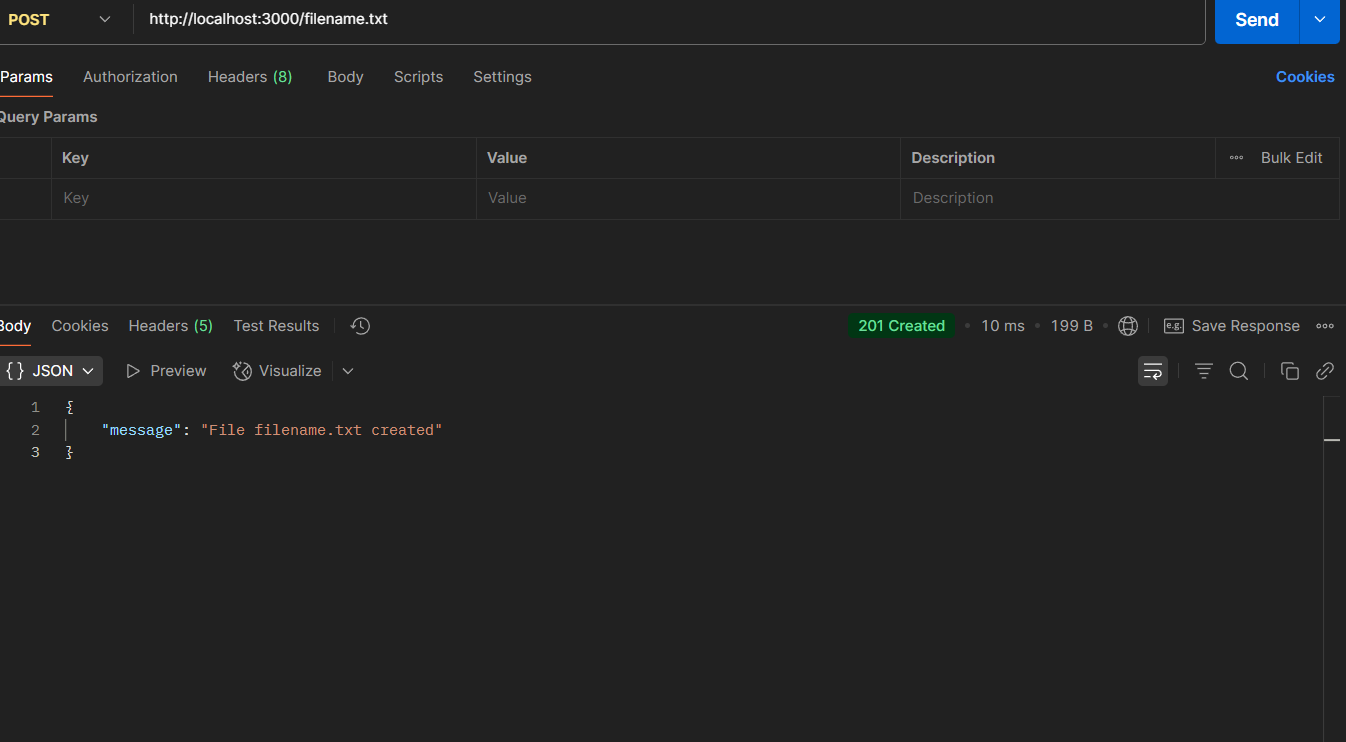 POST http://localhost:3000/filename.txt Send
Params Authorization Headers (8) Body Scripts Settings Cookies
Query Params
Key Value Description Bulk Edit
Key Value Description
Body Cookies Headers (5) Test Results 201 Created 10 ms 199 B e.g. Save Response
{} JSON Preview Visualize
1 {
2 "message": "File filename.txt created"
3 }